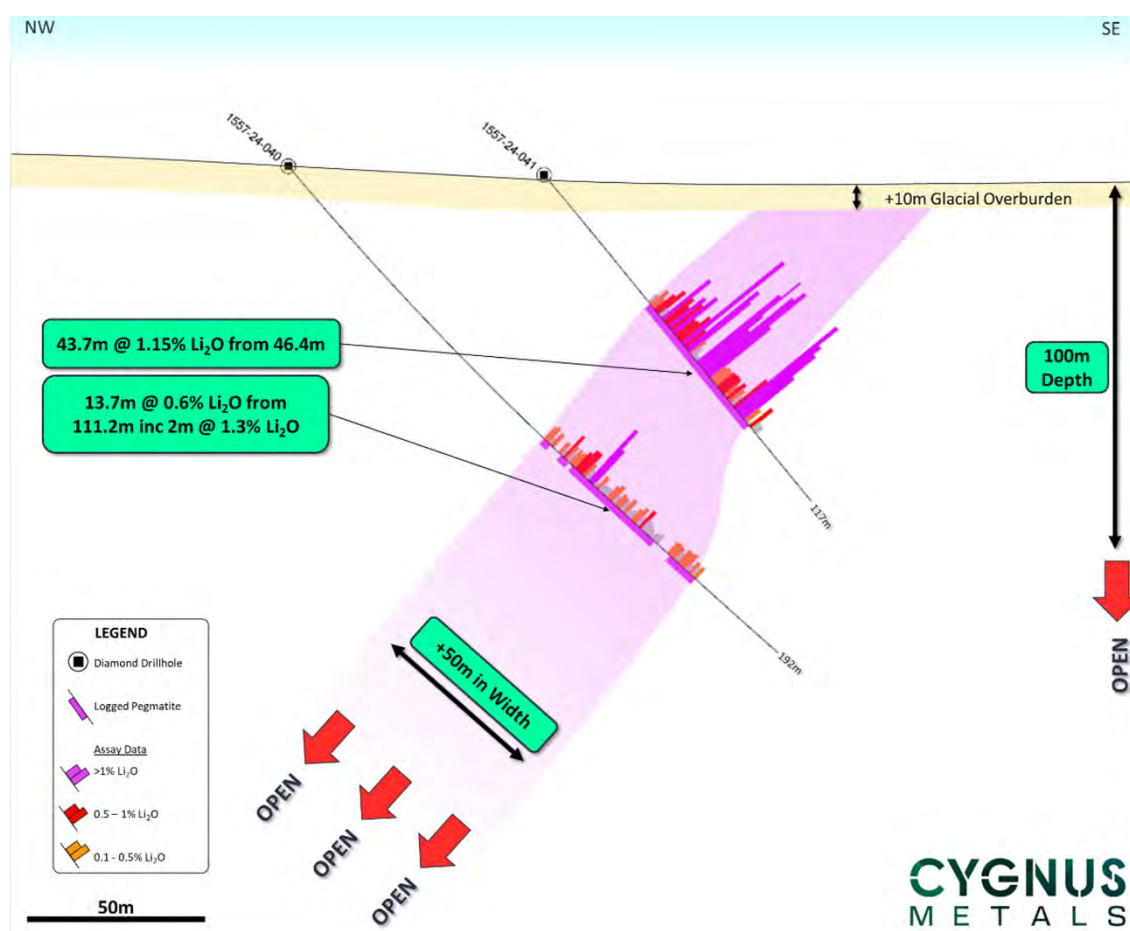 NW
SE
1557-24-040
1557-24-041
+10m Glacial Overburden
43.7m @ 1.15% Li₂O from 46.4m
13.7m @ 0.6% Li₂O from
111.2m inc 2m @ 1.3% Li₂O
100m
Depth
117m
192m
OPEN
+50m in Width
OPEN
OPEN
OPEN
LEGEND
Diamond Drillhole
Logged Pegmatite
Assay Data
>1% Li₂O
0.5 – 1% Li₂O
0.1 - 0.5% Li₂O
50m
CYGNUS
METALS